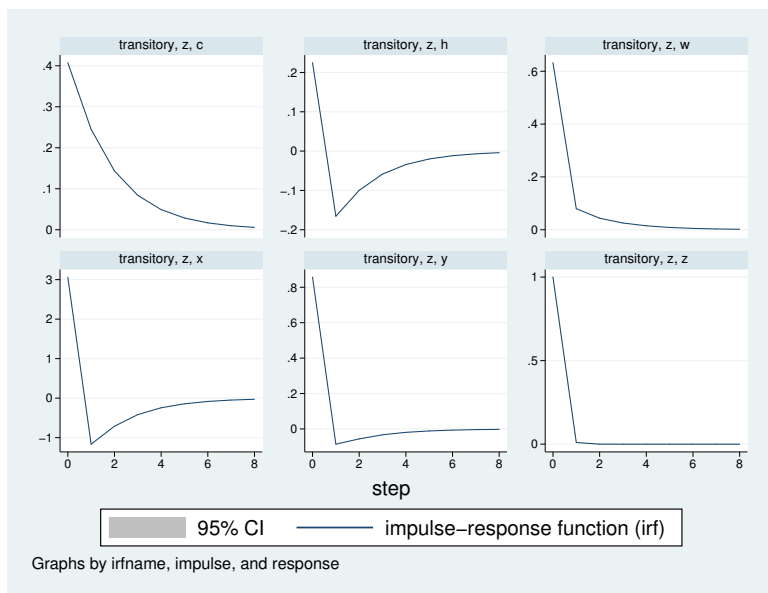 transitory, z, c
transitory, z, h
transitory, z, w
.4
.3
.2
.1
0
.2
.1
0
−.1
−.2
.6
.4
.2
0
transitory, z, x
transitory, z, y
transitory, z, z
3
2
1
0
−1
.8
.6
.4
.2
0
1
.5
0
0 2 4 6 8
0 2 4 6 8
0 2 4 6 8
step
95% CI
impulse−response function (irf)
Graphs by irfname, impulse, and response